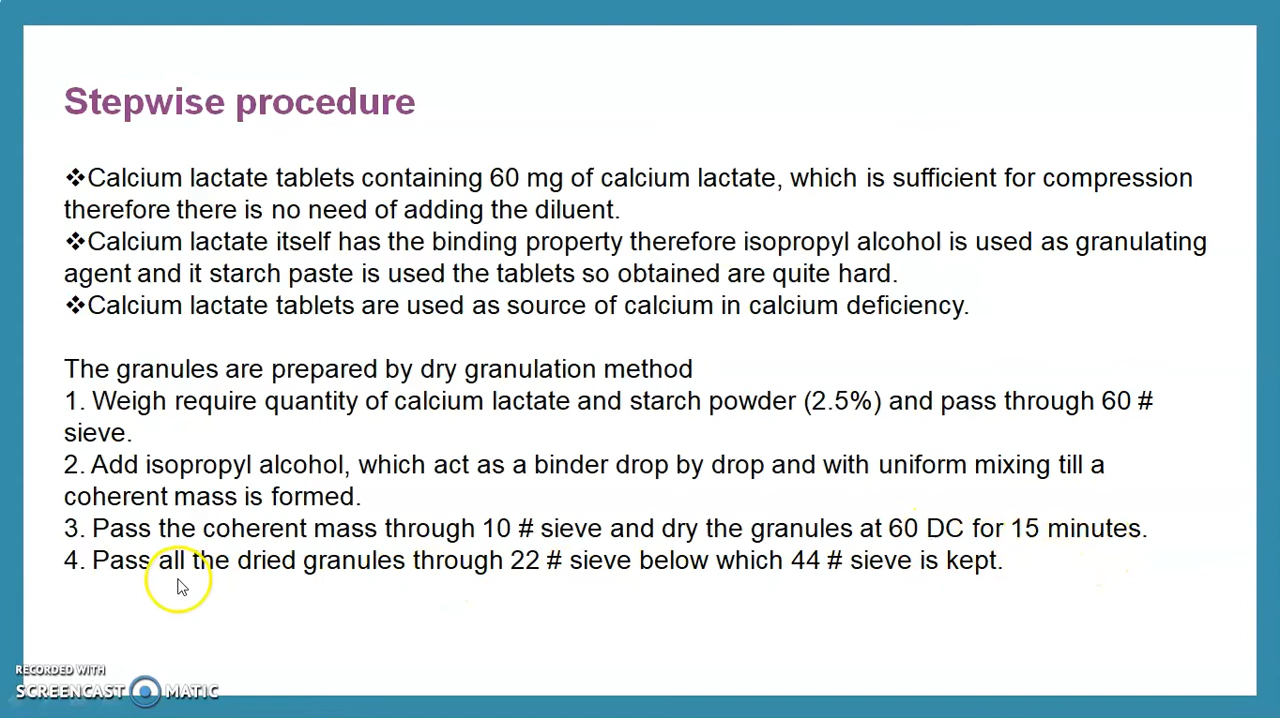 Stepwise procedure
❖Calcium lactate tablets containing 60 mg of calcium lactate, which is sufficient for compression
therefore there is no need of adding the diluent.
❖Calcium lactate itself has the binding property therefore isopropyl alcohol is used as granulating
agent and it starch paste is used the tablets so obtained are quite hard.
❖Calcium lactate tablets are used as source of calcium in calcium deficiency.
The granules are prepared by dry granulation method
1. Weigh require quantity of calcium lactate and starch powder (2.5%) and pass through 60 #
sieve.
2. Add isopropyl alcohol, which act as a binder drop by drop and with uniform mixing till a
coherent mass is formed.
3. Pass the coherent mass through 10 # sieve and dry the granules at 60 DC for 15 minutes.
4. Pass all the dried granules through 22 # sieve below which 44 # sieve is kept.
RECORDED WITH
SCREENCAST MATIC